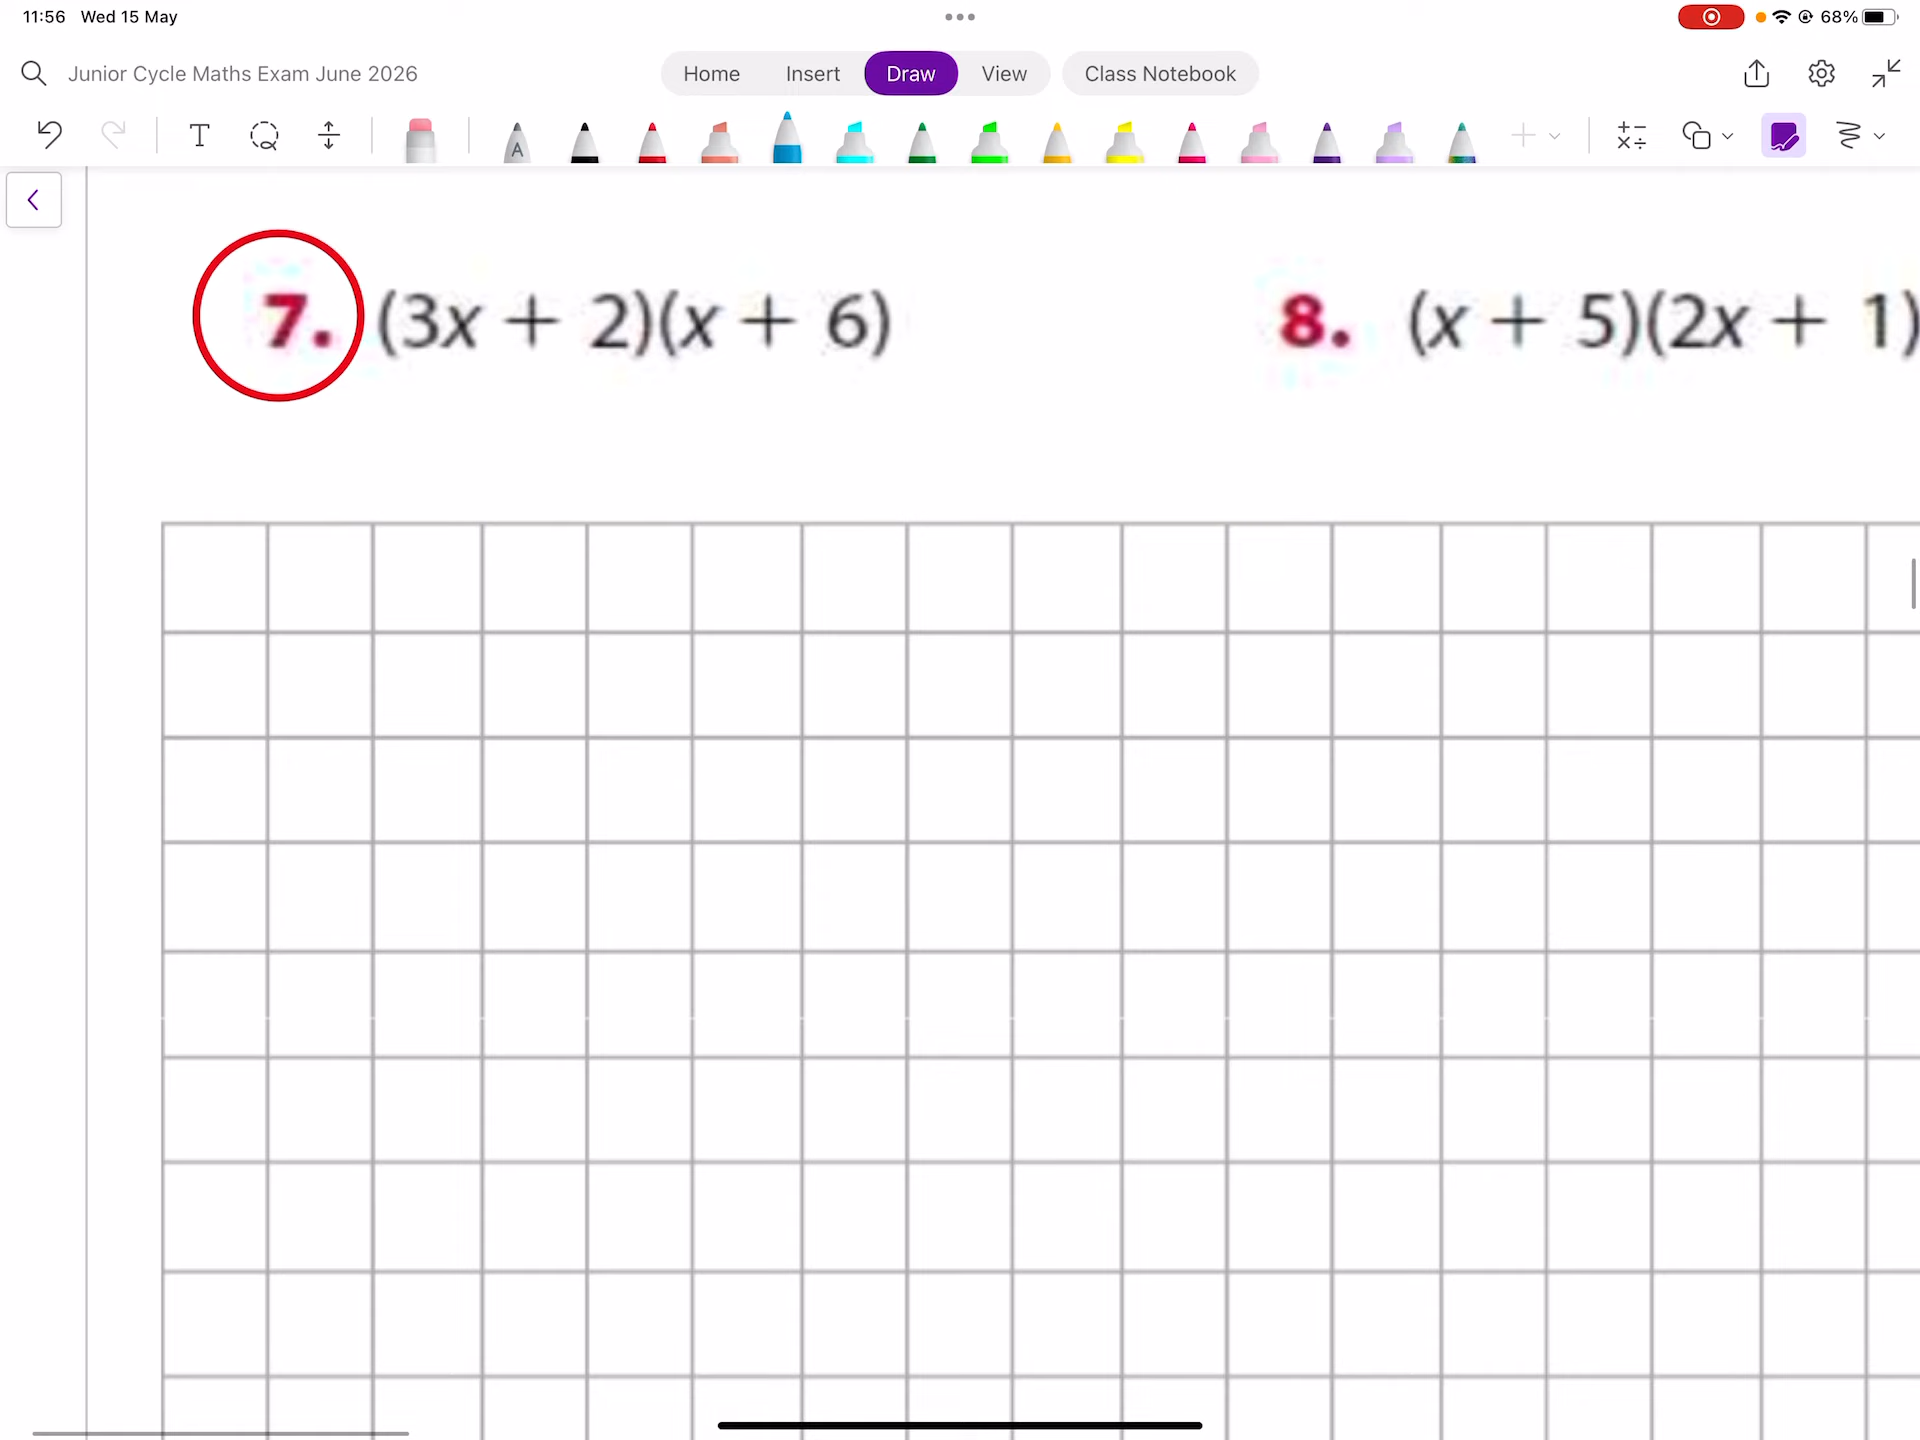 11:56 Wed 15 May 68%
Junior Cycle Maths Exam June 2026 Home Insert Draw View Class Notebook
T A
7. (3x + 2)(x + 6) 8. (x + 5)(2x + 1)